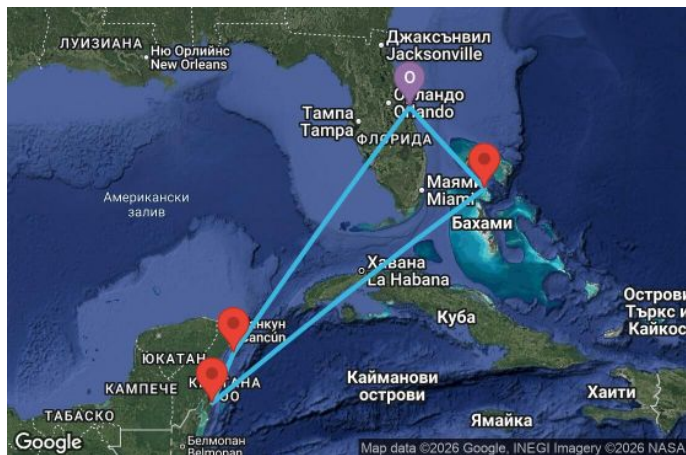 ЛУИЗИАНА
Ню Орлийнс
New Orleans
Джаксънвил
Jacksonville
О
Орландо
Orlando
Тампа
Tampa
ФЛОРИДА
Американски
залив
Маями
Miami
Бахами
Хавана
La Habana
Острови
Търкс и
Кайкос
Cancún
Куба
ЮКАТАН
КАМПЕЧЕ
Кайманови
острови
Хаити
ТАБАСКО
Ямайка
Белмопан
Belmopan
Google
Map data ©2026 Google, INEGI Imagery ©2026 NASA